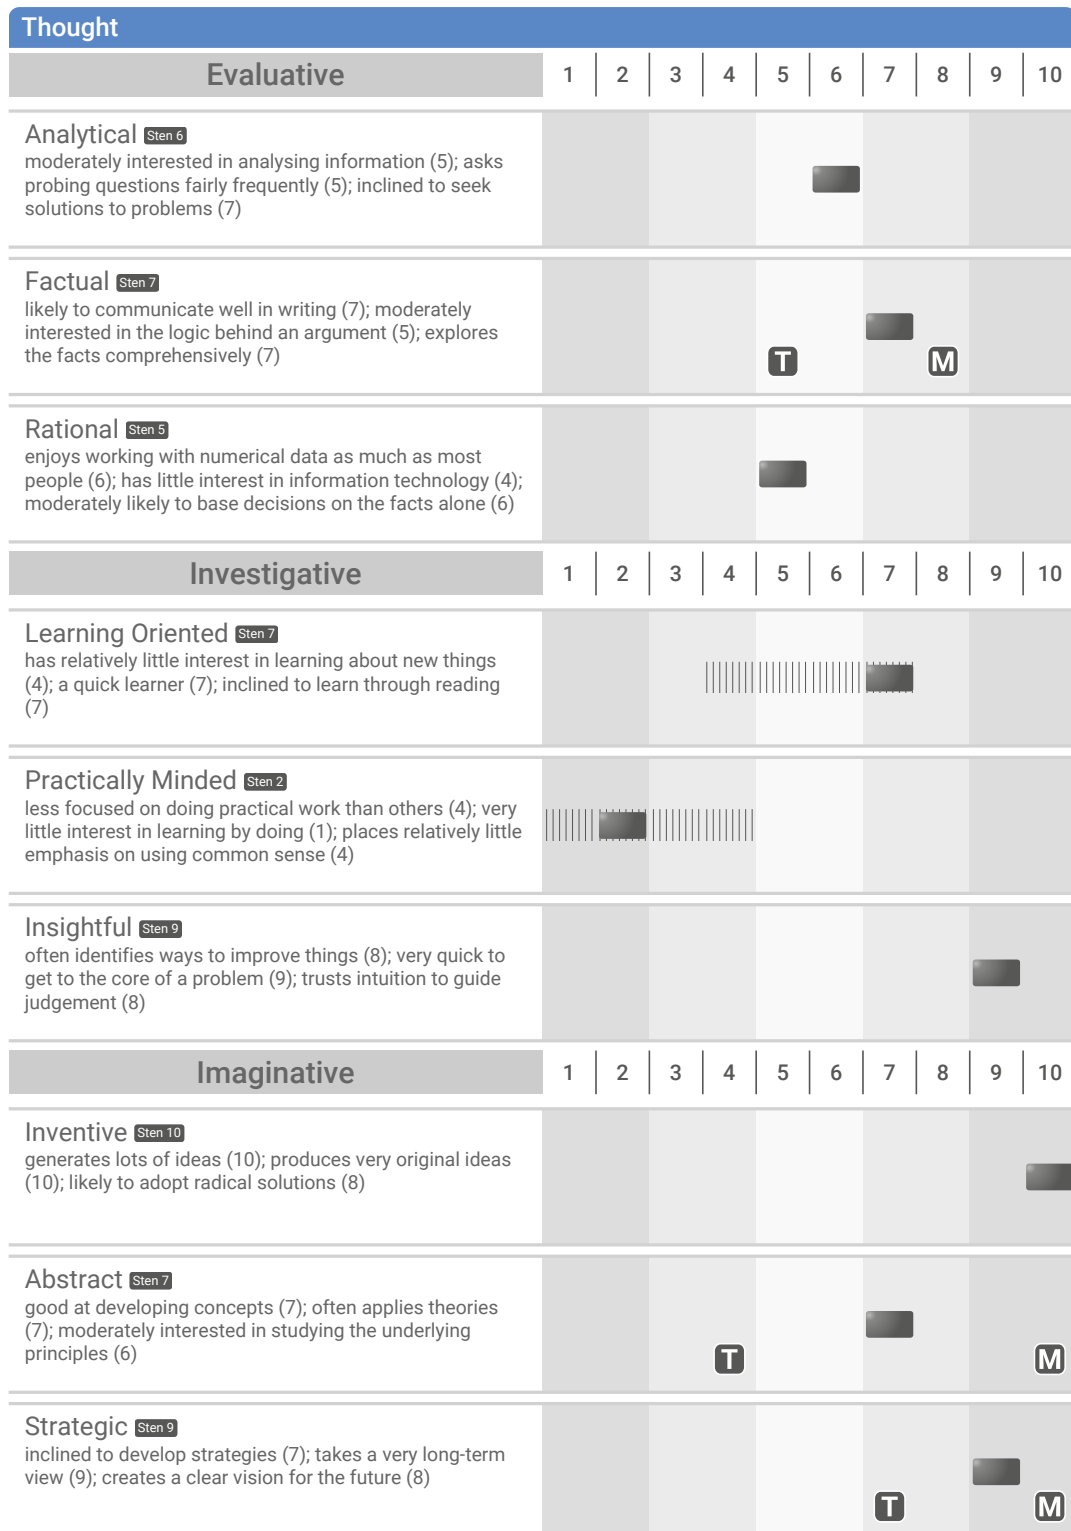 Thought
Evaluative 1 2 3 4 5 6 7 8 9 10
Analytical Sten 6
moderately interested in analysing information (5); asks
probing questions fairly frequently (5); inclined to seek
solutions to problems (7)
Factual Sten 7
likely to communicate well in writing (7); moderately
interested in the logic behind an argument (5); explores
the facts comprehensively (7)
T M
Rational Sten 5
enjoys working with numerical data as much as most
people (6); has little interest in information technology (4);
moderately likely to base decisions on the facts alone (6)
Investigative 1 2 3 4 5 6 7 8 9 10
Learning Oriented Sten 7
has relatively little interest in learning about new things
(4); a quick learner (7); inclined to learn through reading
(7)
Practically Minded Sten 2
less focused on doing practical work than others (4); very
little interest in learning by doing (1); places relatively little
emphasis on using common sense (4)
Insightful Sten 9
often identifies ways to improve things (8); very quick to
get to the core of a problem (9); trusts intuition to guide
judgement (8)
Imaginative 1 2 3 4 5 6 7 8 9 10
Inventive Sten 10
generates lots of ideas (10); produces very original ideas
(10); likely to adopt radical solutions (8)
Abstract Sten 7
good at developing concepts (7); often applies theories
(7); moderately interested in studying the underlying
principles (6)
T M
Strategic Sten 9
inclined to develop strategies (7); takes a very long-term
view (9); creates a clear vision for the future (8)
T M